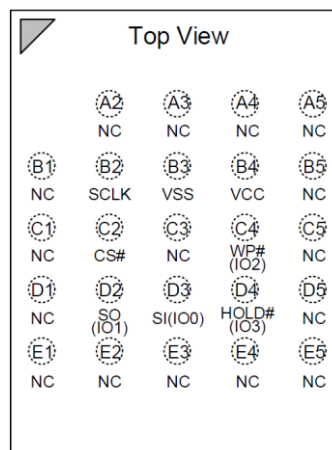 Top View
A2 A3 A4 A5
NC NC NC NC
B1 B2 B3 B4 B5
NC SCLK VSS VCC NC
C1 C2 C3 C4 C5
NC CS# NC WP# NC
(IO2)
D1 D2 D3 D4 D5
NC SO SI(IO0) HOLD# NC
(IO1) (IO3)
E1 E2 E3 E4 E5
NC NC NC NC NC